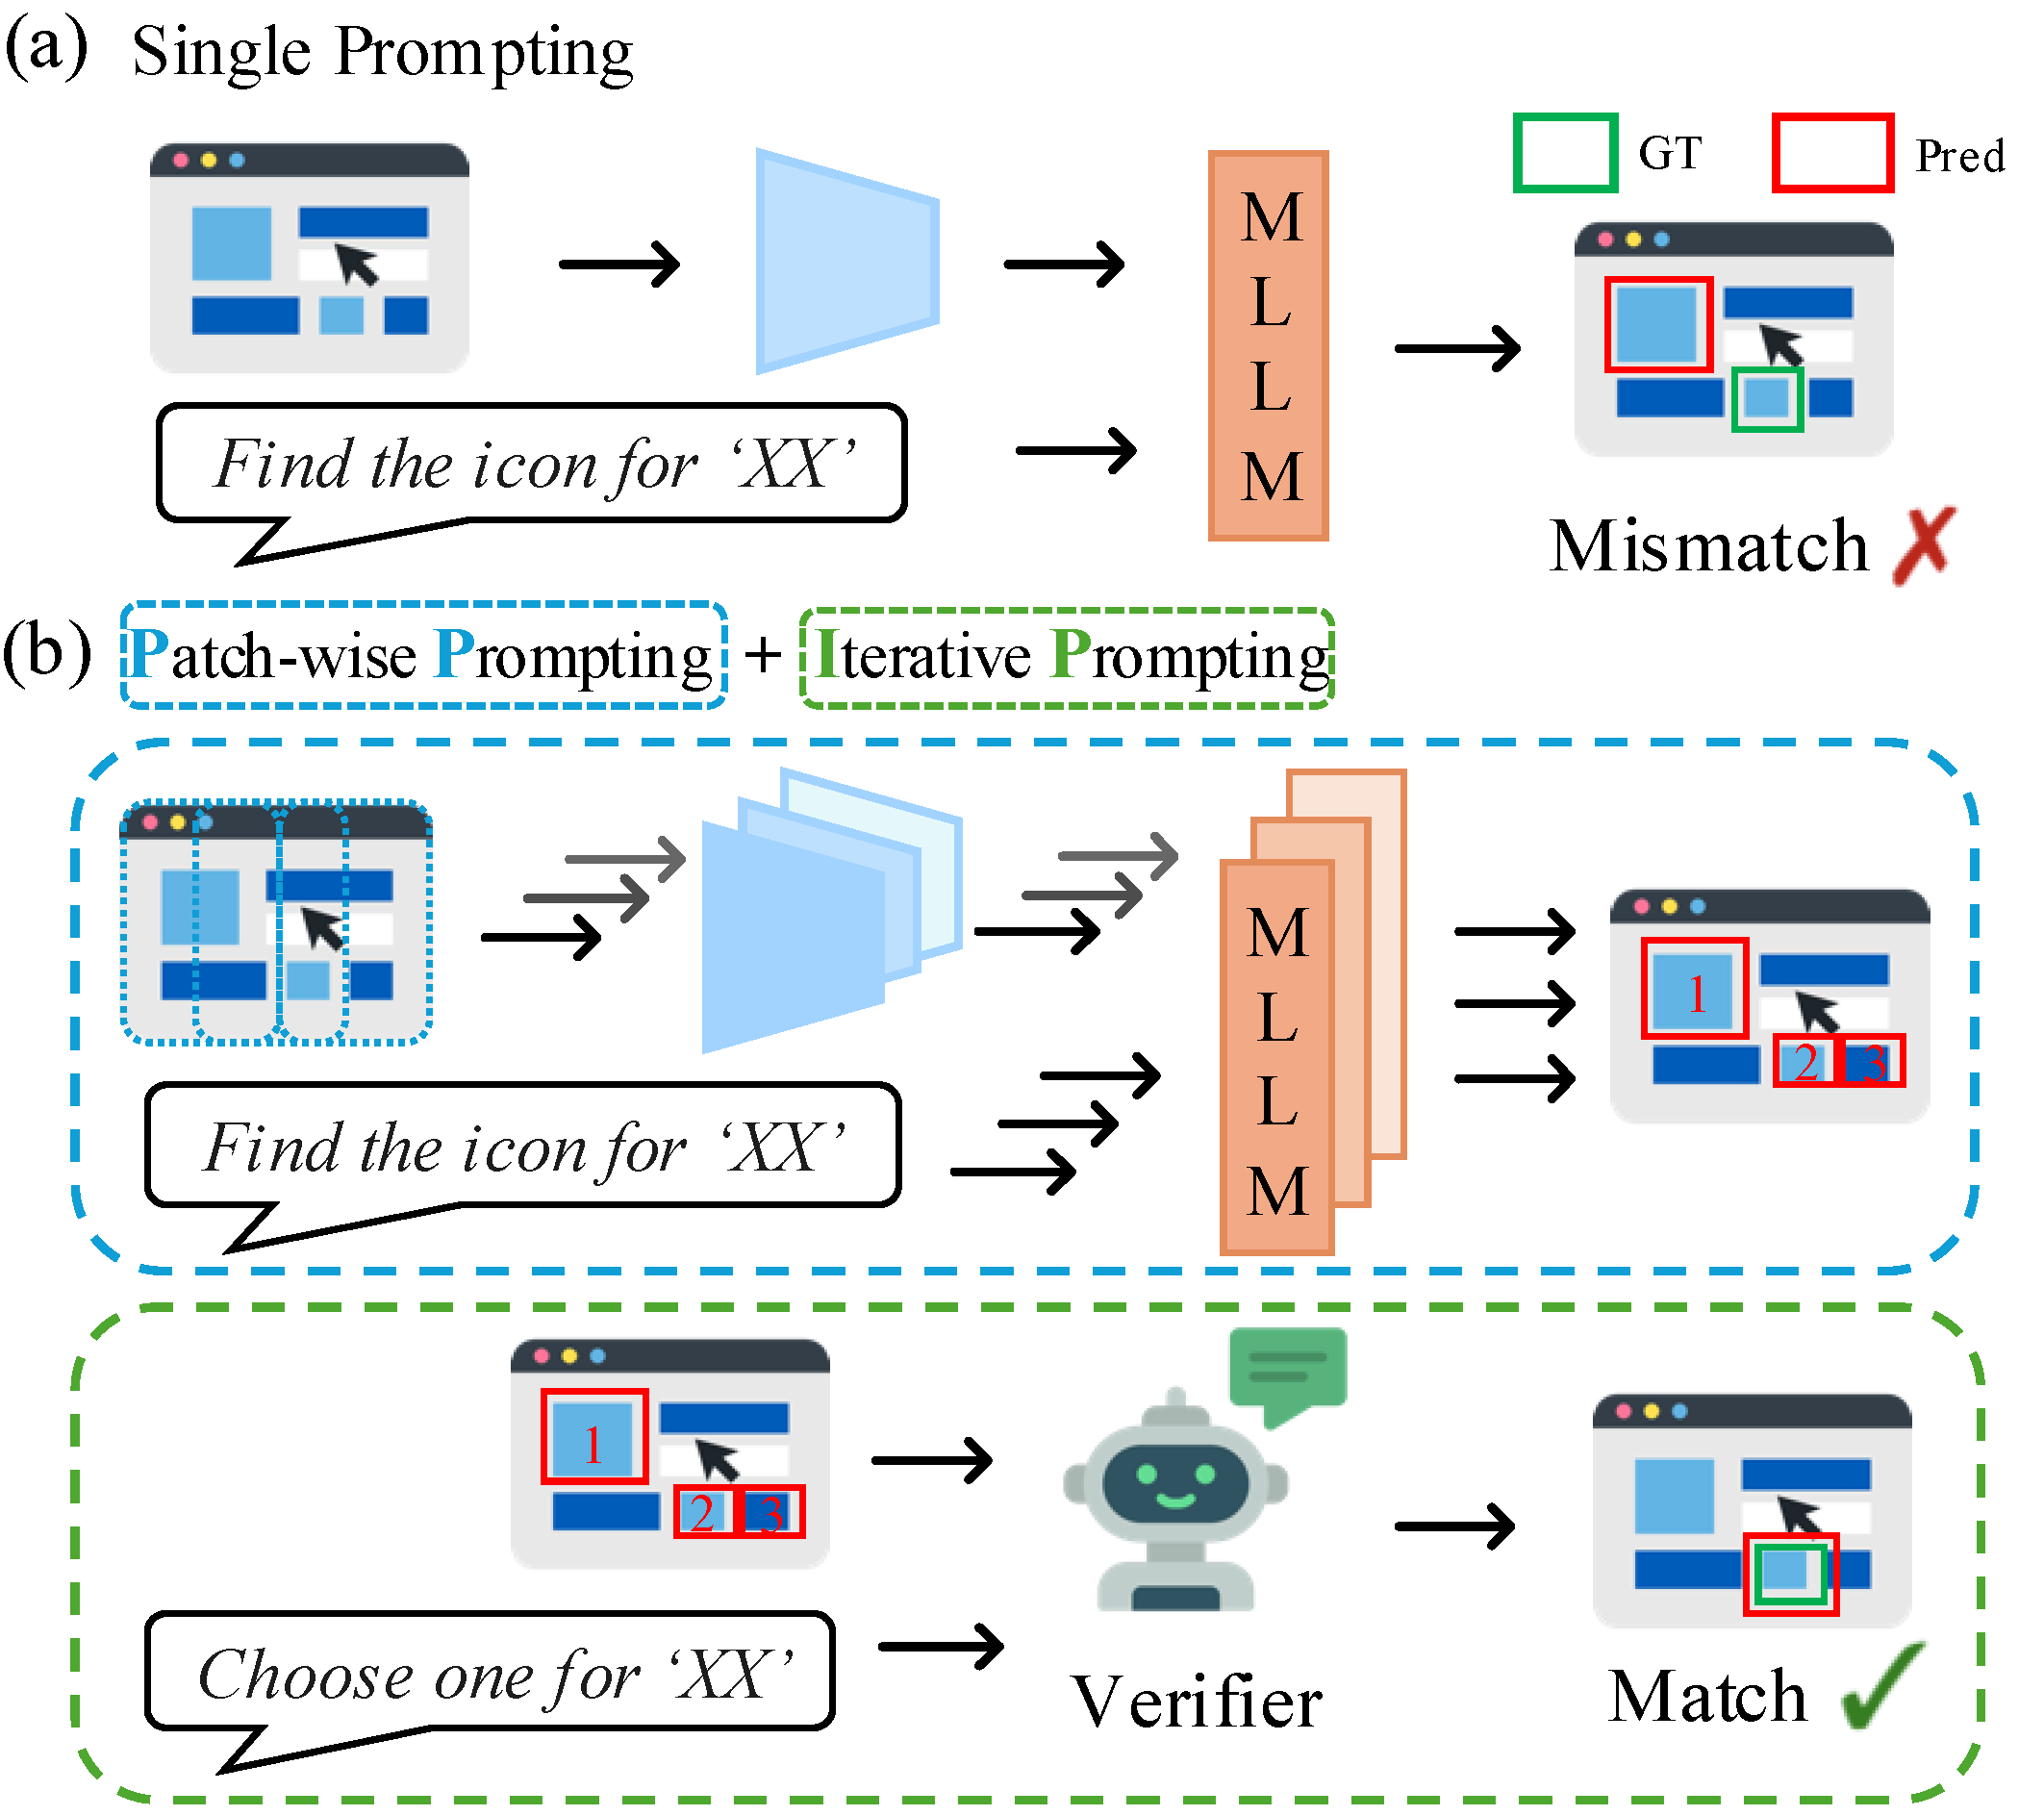 (a) Single Prompting
GT
Pred
M
L
L
M
Find the icon for ‘XX’
Mismatch ✗
(b) Patch-wise Prompting + Iterative Prompting
M
L
L
M
1
2
3
Find the icon for ‘XX’
1
2
3
Choose one for ‘XX’
Verifier
Match ✓